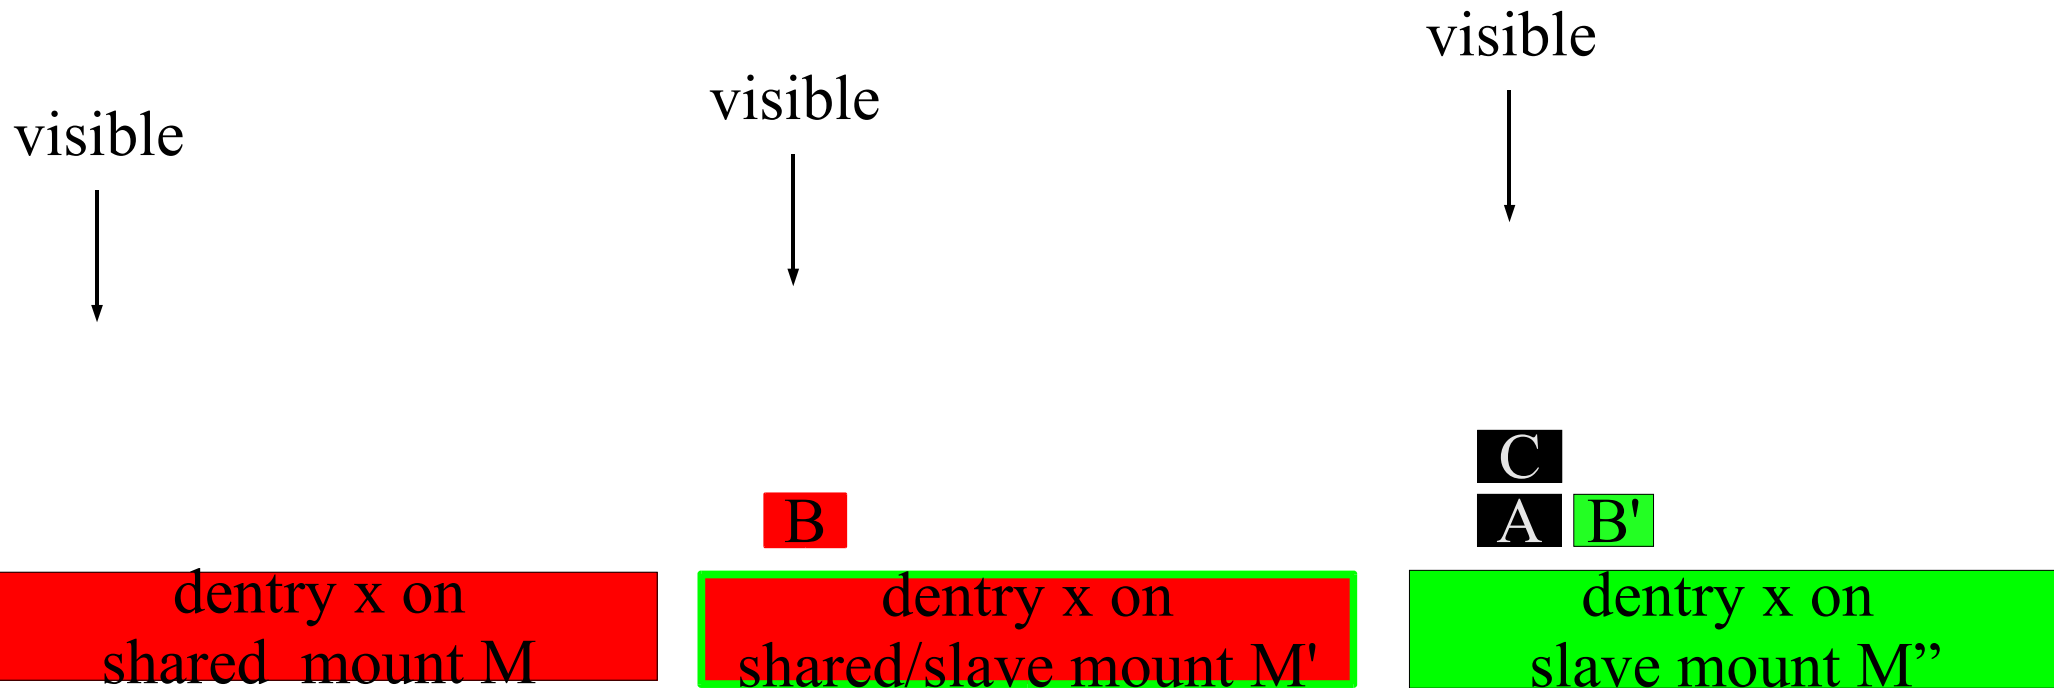 visible
visible
visible
C
B
A
B'
dentry x on
shared mount M
dentry x on
shared/slave mount M'
dentry x on
slave mount M”